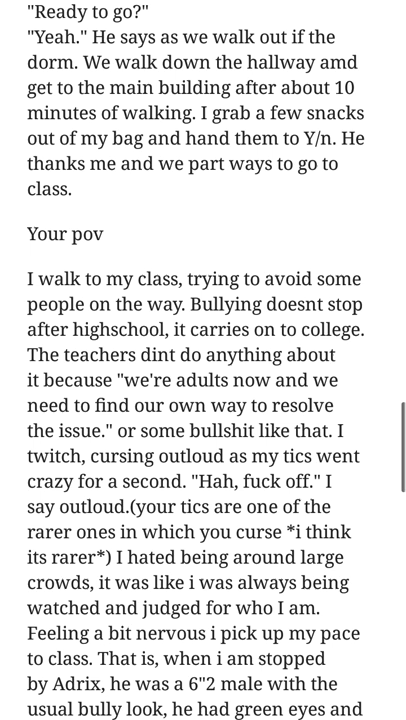 "Ready to go?"
"Yeah." He says as we walk out if the
dorm. We walk down the hallway amd
get to the main building after about 10
minutes of walking. I grab a few snacks
out of my bag and hand them to Y/n. He
thanks me and we part ways to go to
class.
Your pov
I walk to my class, trying to avoid some
people on the way. Bullying doesnt stop
after highschool, it carries on to college.
The teachers dint do anything about
it because "we're adults now and we
need to find our own way to resolve
the issue." or some bullshit like that. I
twitch, cursing outloud as my tics went
crazy for a second. "Hah, fuck off." I
say outloud.(your tics are one of the
rarer ones in which you curse *i think
its rarer*) I hated being around large
crowds, it was like i was always being
watched and judged for who I am.
Feeling a bit nervous i pick up my pace
to class. That is, when i am stopped
by Adrix, he was a 6"2 male with the
usual bully look, he had green eyes and